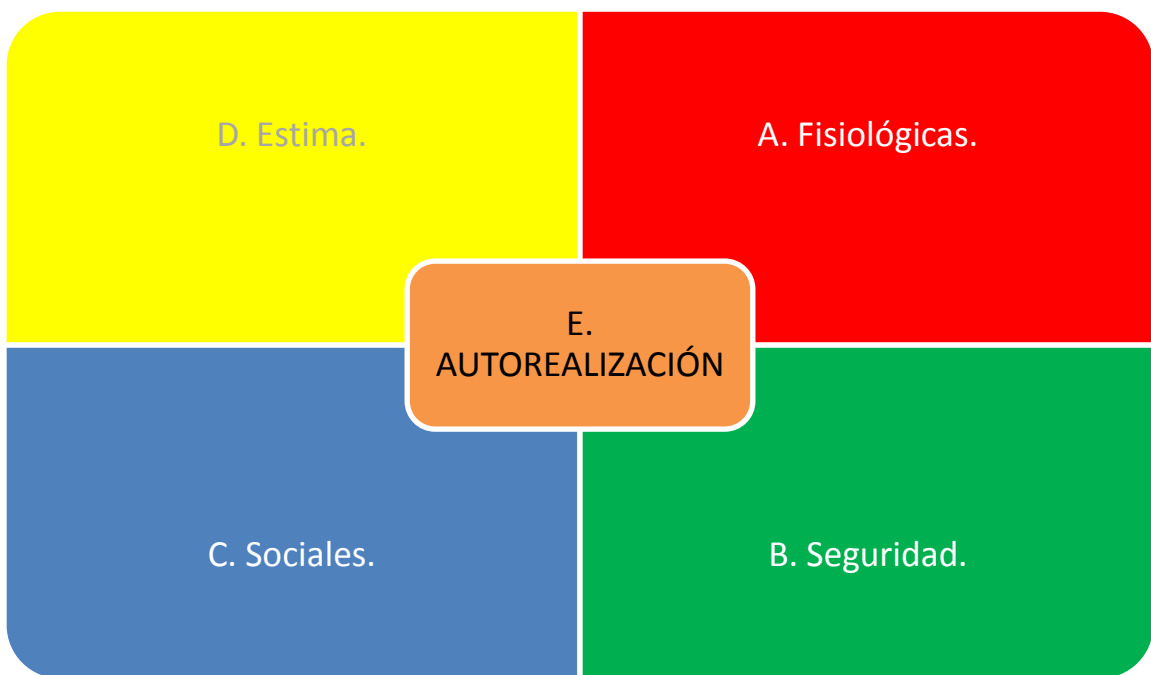 D. Estima.
A. Fisiológicas.
E.
AUTOREALIZACIÓN
C. Sociales.
B. Seguridad.